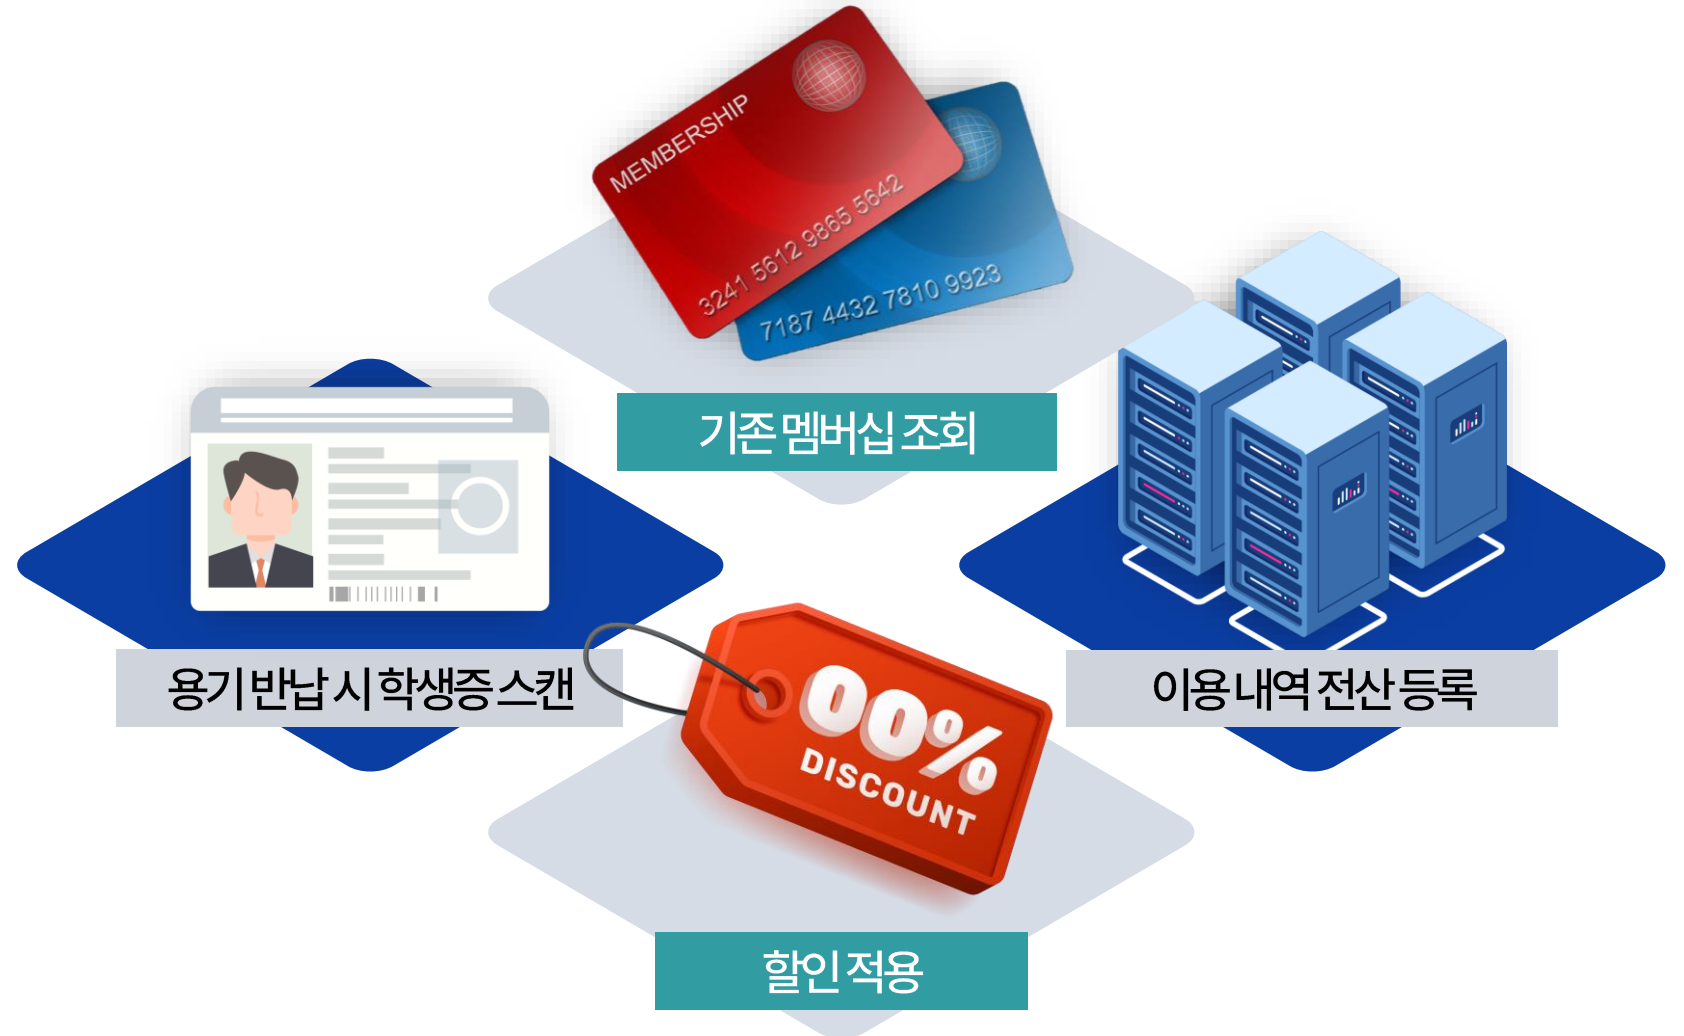 MEMBERSHIP
3241 5612 9865 5642
7187 4432 7810 9923
기존 멤버십 조회
용기 반납 시 학생증 스캔
이용 내역 전산 등록
00%
DISCOUNT
할인 적용